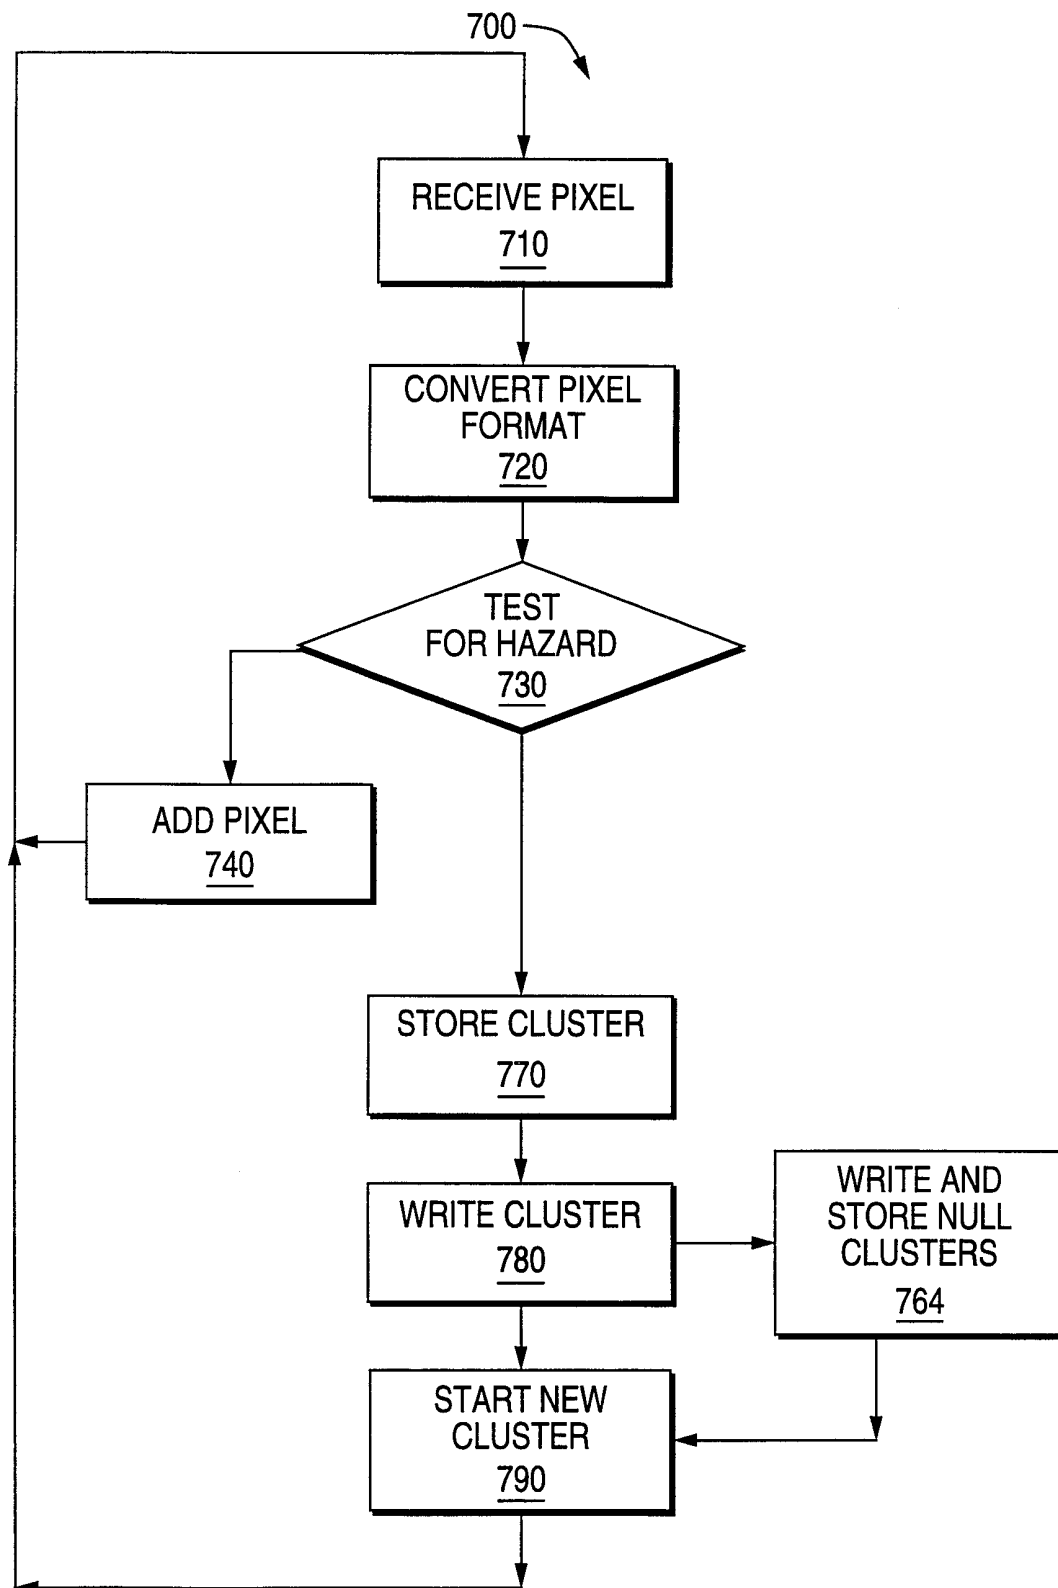 700
RECEIVE PIXEL
710
CONVERT PIXEL
FORMAT
720
TEST
FOR HAZARD
730
ADD PIXEL
740
STORE CLUSTER
770
WRITE CLUSTER
780
WRITE AND
STORE NULL
CLUSTERS
764
START NEW
CLUSTER
790